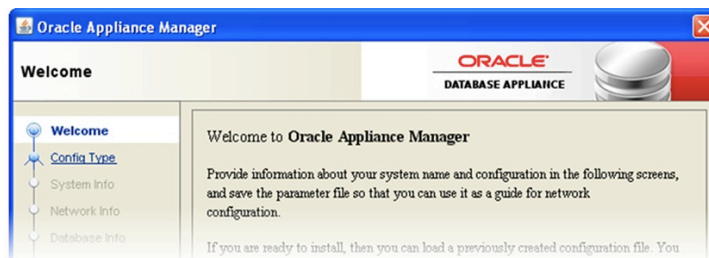 Oracle Appliance Manager
Welcome
ORACLE
DATABASE APPLIANCE
Welcome
Config Type
System Info
Network Info
Database Info
Welcome to Oracle Appliance Manager
Provide information about your system name and configuration in the following screens,
and save the parameter file so that you can use it as a guide for network
configuration.
If you are ready to install, then you can load a previously created configuration file. You